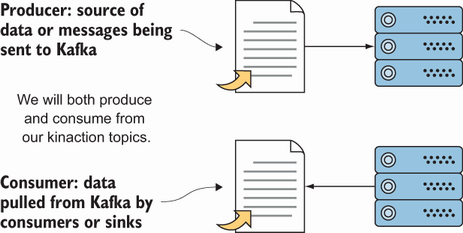 Producer: source of
data or messages being
sent to Kafka
We will both produce
and consume from
our kinaction topics.
Consumer: data
pulled from Kafka by
consumers or sinks